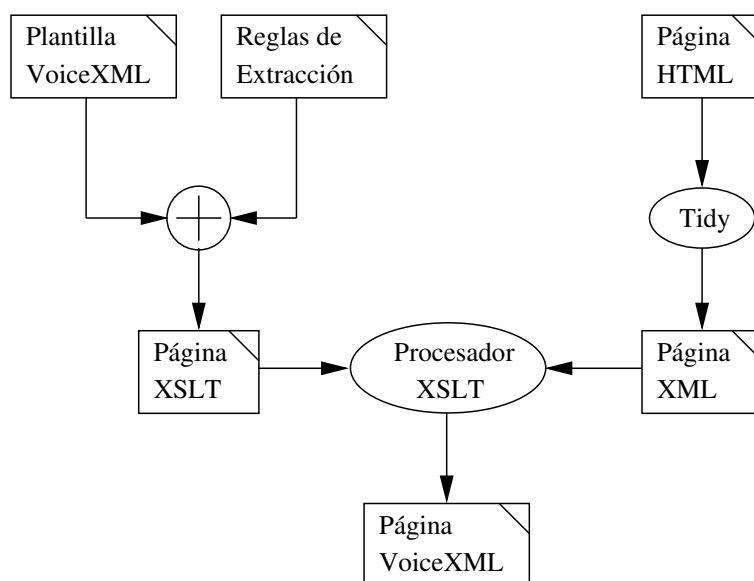 Plantilla
VoiceXML
Reglas de
Extracción
Página
HTML
Tidy
Página
XSLT
Procesador
XSLT
Página
XML
Página
VoiceXML